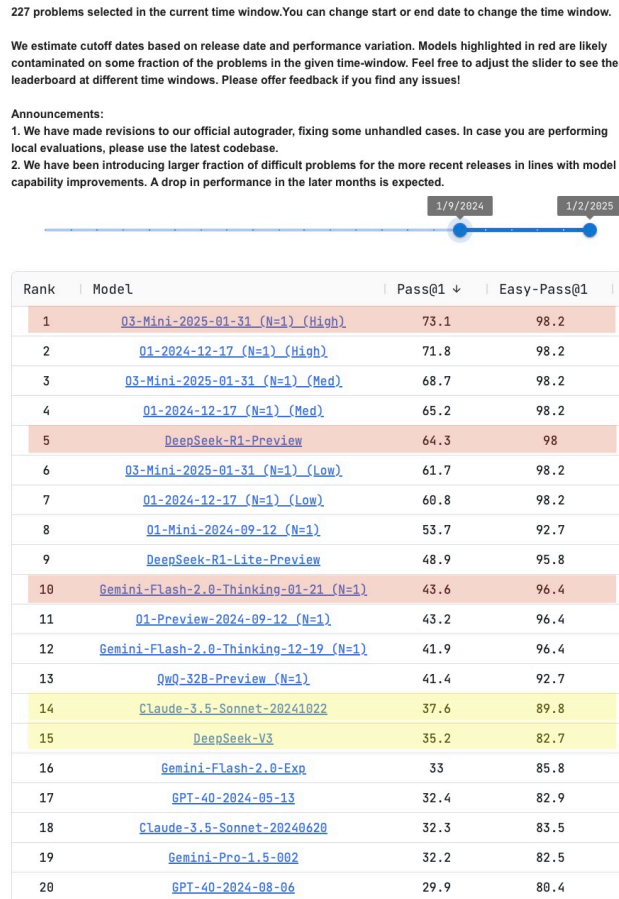 227 problems selected in the current time window.You can change start or end date to change the time window.
We estimate cutoff dates based on release date and performance variation. Models highlighted in red are likely
contaminated on some fraction of the problems in the given time-window. Feel free to adjust the slider to see the
leaderboard at different time windows. Please offer feedback if you find any issues!
Announcements:
1. We have made revisions to our official autograder, fixing some unhandled cases. In case you are performing
local evaluations, please use the latest codebase.
2. We have been introducing larger fraction of difficult problems for the more recent releases in lines with model
capability improvements. A drop in performance in the later months is expected.
1/9/2024 1/2/2025
Rank Model Pass@1 ↓ Easy-Pass@1
1 O3-Mini-2025-01-31 (N=1) (High) 73.1 98.2
2 O1-2024-12-17 (N=1) (High) 71.8 98.2
3 O3-Mini-2025-01-31 (N=1) (Med) 68.7 98.2
4 O1-2024-12-17 (N=1) (Med) 65.2 98.2
5 DeepSeek-R1-Preview 64.3 98
6 O3-Mini-2025-01-31 (N=1) (Low) 61.7 98.2
7 O1-2024-12-17 (N=1) (Low) 60.8 98.2
8 O1-Mini-2024-09-12 (N=1) 53.7 92.7
9 DeepSeek-R1-Lite-Preview 48.9 95.8
10 Gemini-Flash-2.0-Thinking-01-21 (N=1) 43.6 96.4
11 O1-Preview-2024-09-12 (N=1) 43.2 96.4
12 Gemini-Flash-2.0-Thinking-12-19 (N=1) 41.9 96.4
13 QwQ-32B-Preview (N=1) 41.4 92.7
14 Claude-3.5-Sonnet-20241022 37.6 89.8
15 DeepSeek-V3 35.2 82.7
16 Gemini-Flash-2.0-Exp 33 85.8
17 GPT-4O-2024-05-13 32.4 82.9
18 Claude-3.5-Sonnet-20240620 32.3 83.5
19 Gemini-Pro-1.5-002 32.2 82.5
20 GPT-4O-2024-08-06 29.9 80.4